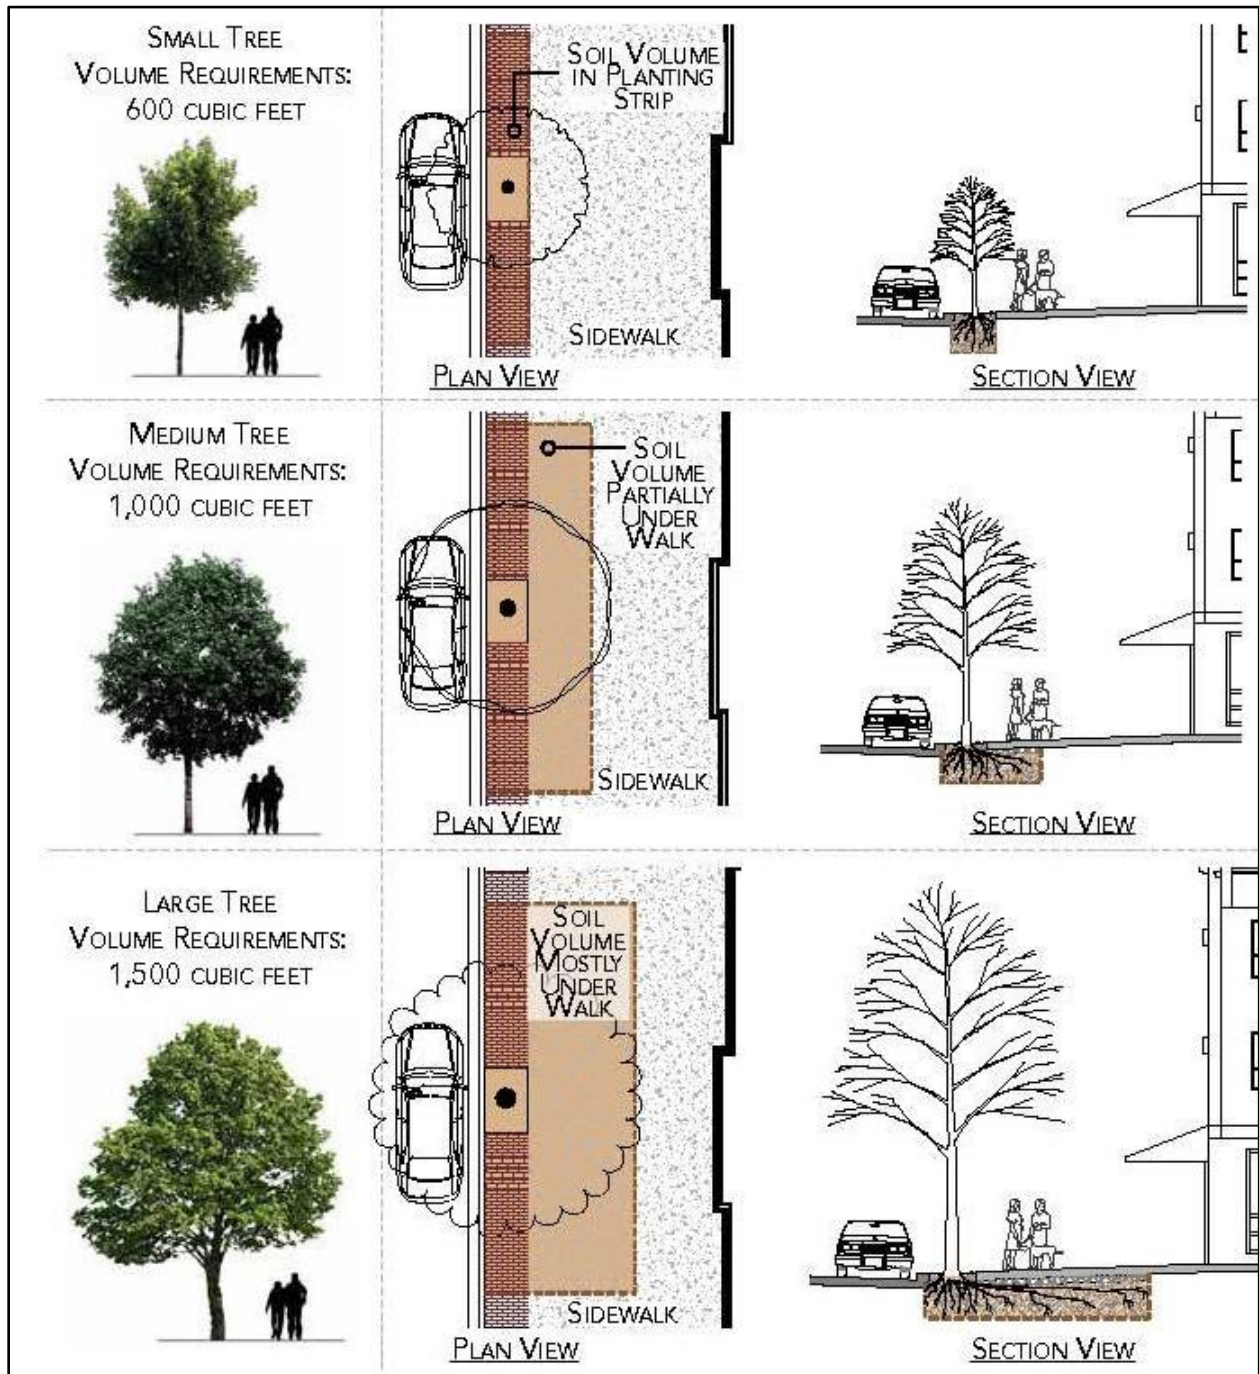 SMALL TREE
VOLUME REQUIREMENTS:
600 CUBIC FEET
SOIL VOLUME
IN PLANTING
STRIP
SIDEWALK
PLAN VIEW
SECTION VIEW
MEDIUM TREE
VOLUME REQUIREMENTS:
1,000 CUBIC FEET
SOIL
VOLUME
PARTIALLY
UNDER
WALK
SIDEWALK
PLAN VIEW
SECTION VIEW
LARGE TREE
VOLUME REQUIREMENTS:
1,500 CUBIC FEET
SOIL
VOLUME
MOSTLY
UNDER
WALK
SIDEWALK
PLAN VIEW
SECTION VIEW